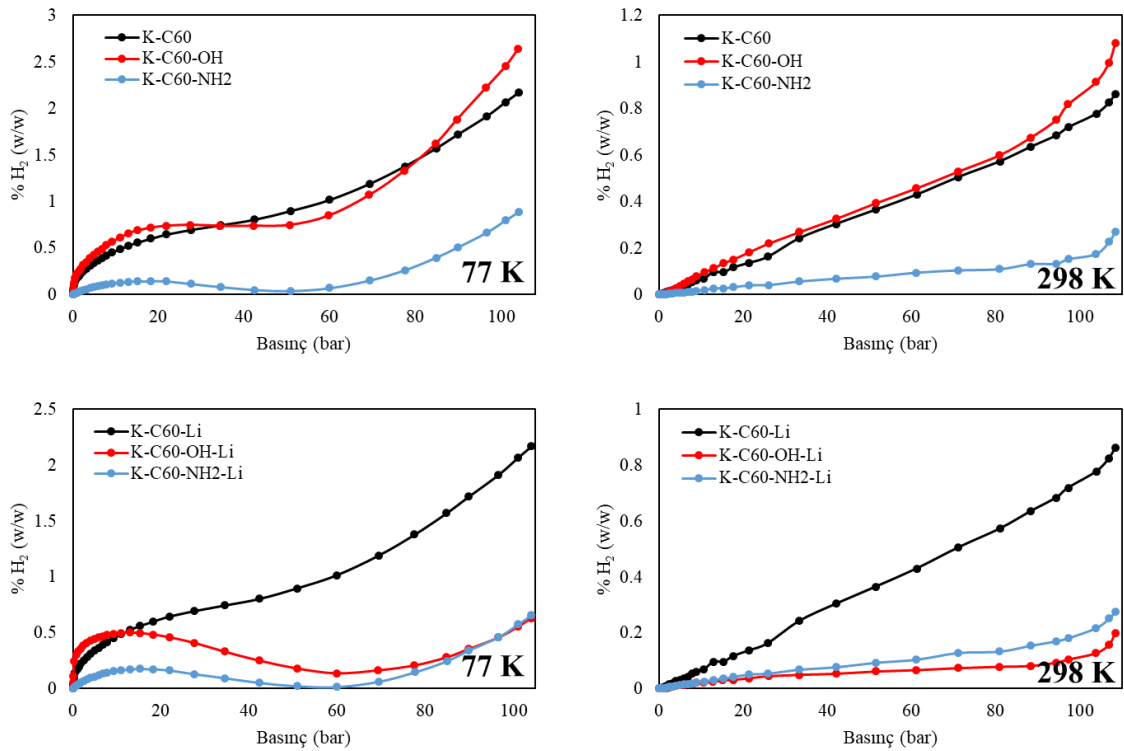 3
2.5
2
1.5
1
0.5
0
% H₂ (w/w)
K-C60
K-C60-OH
K-C60-NH2
77 K
0 20 40 60 80 100
Basınç (bar)
1.2
1
0.8
0.6
0.4
0.2
0
% H₂ (w/w)
K-C60
K-C60-OH
K-C60-NH2
298 K
0 20 40 60 80 100
Basınç (bar)
2.5
2
1.5
1
0.5
0
% H₂ (w/w)
K-C60-Li
K-C60-OH-Li
K-C60-NH2-Li
77 K
0 20 40 60 80 100
Basınç (bar)
1
0.8
0.6
0.4
0.2
0
% H₂ (w/w)
K-C60-Li
K-C60-OH-Li
K-C60-NH2-Li
298 K
0 20 40 60 80 100
Basınç (bar)